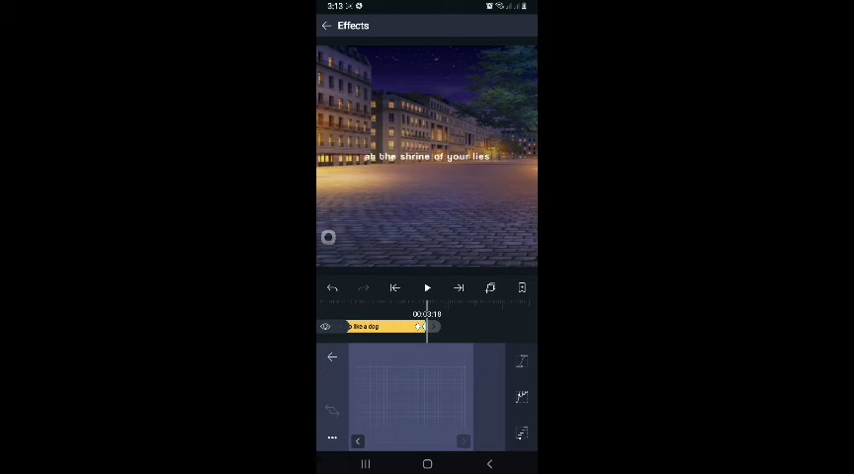 3:13
Effects
at the shrine of your lies
00:03:18
p like a dog